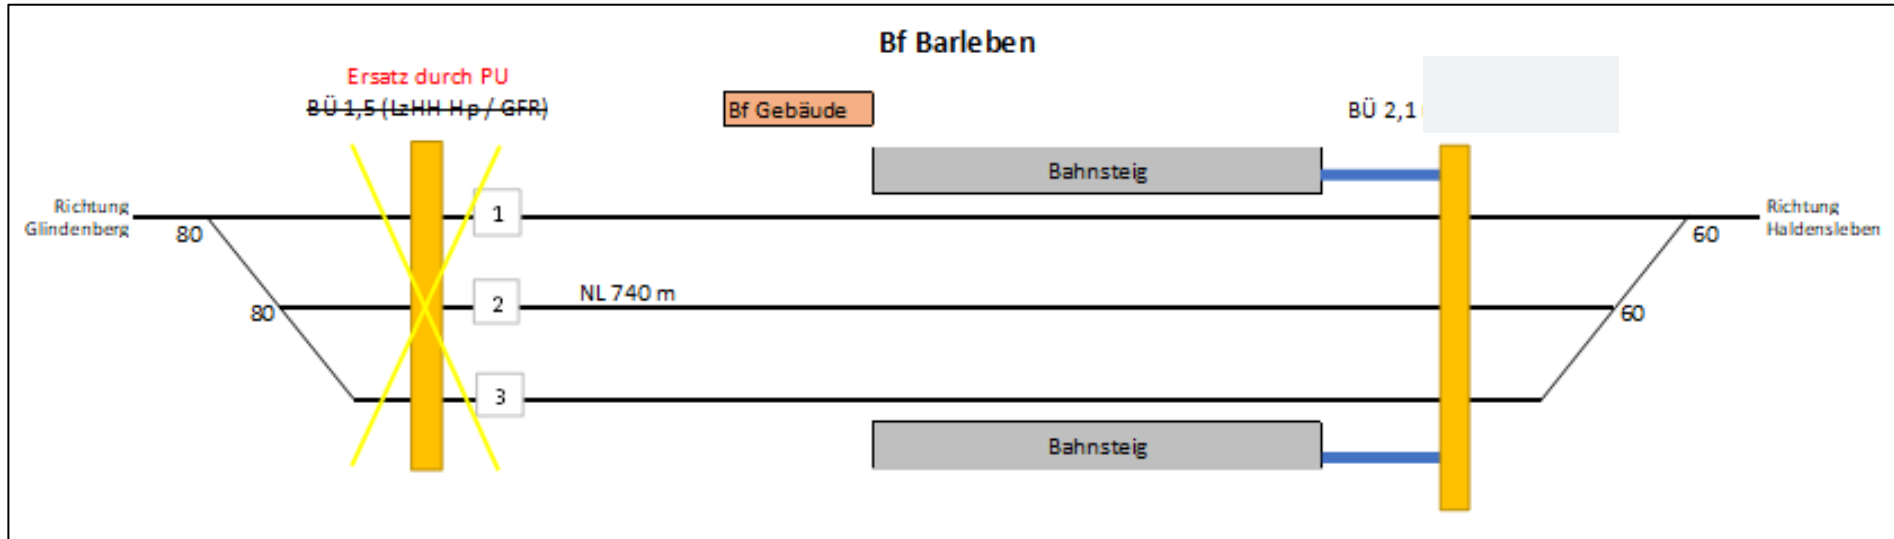 Bf Barleben
Ersatz durch PU
BÜ 1,5 (LzHH Hp / GFR)
Bf Gebäude
BÜ 2,1
Bahnsteig
Richtung
Glindenberg
1
Richtung
Haldensleben
80
60
2
NL 740 m
80
60
3
Bahnsteig